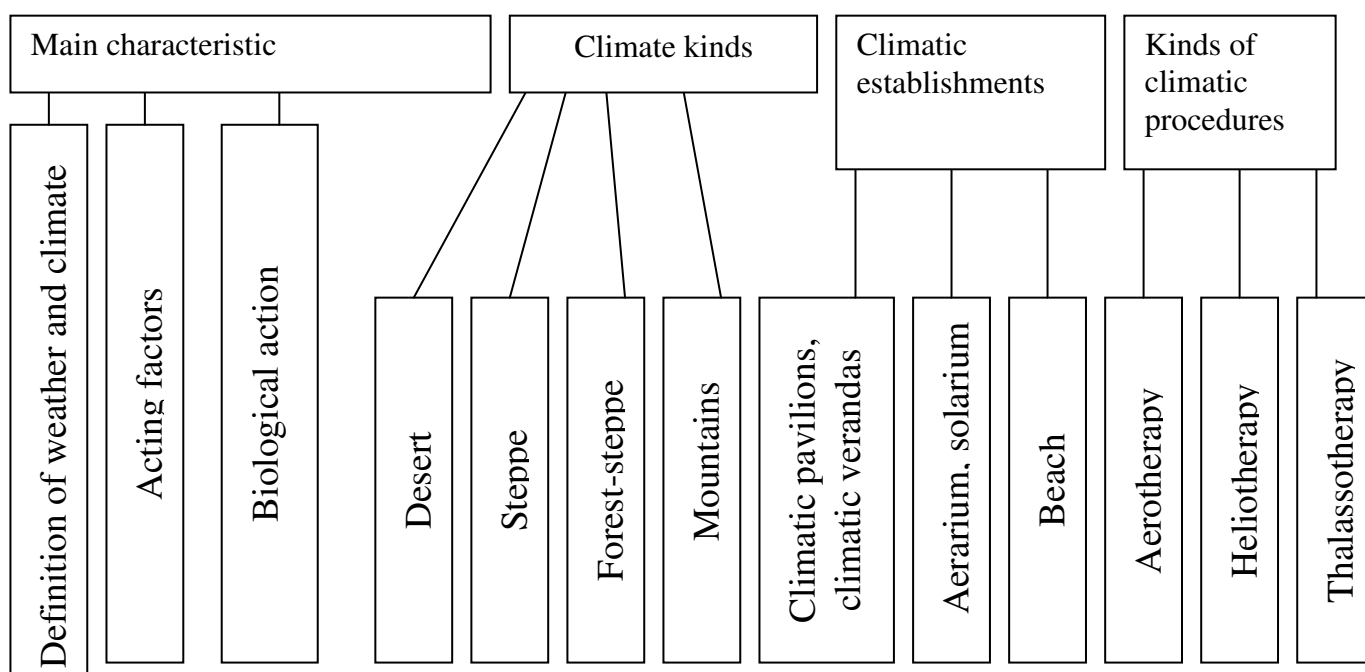 Main characteristic
Climate kinds
Climatic
establishments
Kinds of
climatic
procedures
Definition of weather and climate
Acting factors
Biological action
Desert
Steppe
Forest-steppe
Mountains
Climatic pavilions,
climatic verandas
Aerarium, solarium
Beach
Aerotherapy
Heliotherapy
Thalassotherapy